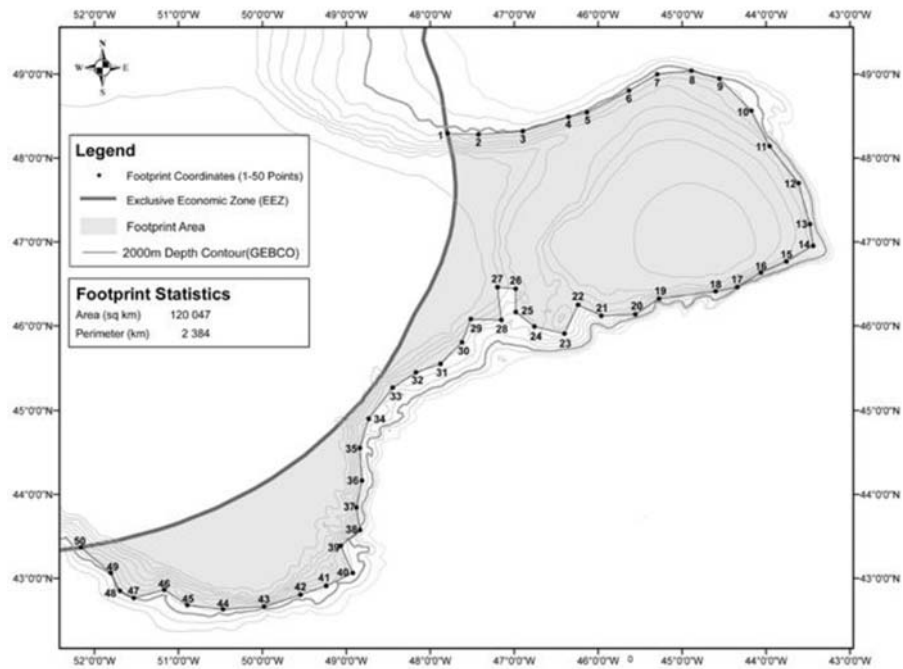 52°0'0"W 51°0'0"W 50°0'0"W 49°0'0"W 48°0'0"W 47°0'0"W 46°0'0"W 45°0'0"W 44°0'0"W 43°0'0"W
N
W E
S
49°0'0"N 49°0'0"N
48°0'0"N 48°0'0"N
47°0'0"N 47°0'0"N
46°0'0"N 46°0'0"N
45°0'0"N 45°0'0"N
44°0'0"N 44°0'0"N
43°0'0"N 43°0'0"N
Legend
Footprint Coordinates (1-50 Points)
Exclusive Economic Zone (EEZ)
Footprint Area
2000m Depth Contour(GEBCO)
Footprint Statistics
Area (sq km) 120 047
Perimeter (km) 2 384
1
2
3
4
5
6
7
8
9
10
11
12
13
14
15
16
17
18
19
20
21
22
23
24
25
26
27
28
29
30
31
32
33
34
35
36
37
38
39
40
41
42
43
44
45
46
47
48
49
50
52°0'0"W 51°0'0"W 50°0'0"W 49°0'0"W 48°0'0"W 47°0'0"W 46°0'0"W 45°0'0"W 44°0'0"W 43°0'0"W
0